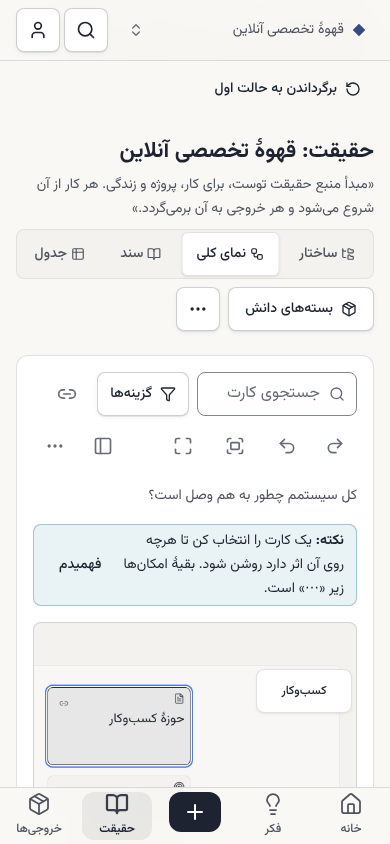 قهوهٔ تخصصی آنلاین
برگرداندن به حالت اول
حقیقت: قهوهٔ تخصصی آنلاین
«مبدأ منبع حقیقت توست، برای کار، پروژه و زندگی. هر کار از آن
شروع می‌شود و هر خروجی به آن برمی‌گردد.»
ساختار
نمای کلی
سند
جدول
بسته‌های دانش
جستجوی کارت
گزینه‌ها
کل سیستمم چطور به هم وصل است؟
نکته: یک کارت را انتخاب کن تا هرچه
روی آن اثر دارد روشن شود. بقیهٔ امکان‌ها
زیر «⋯» است.
فهمیدم
کسب‌وکار
حوزهٔ کسب‌وکار
خانه
فکر
حقیقت
خروجی‌ها